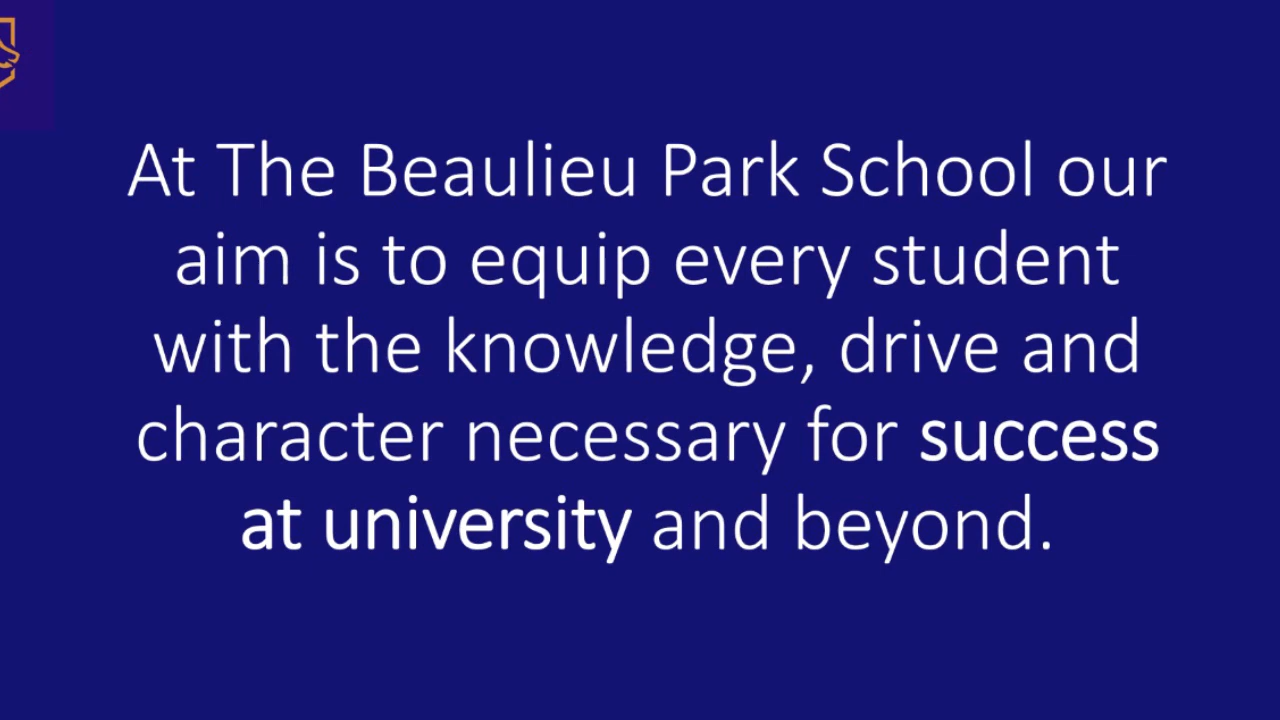 At The Beaulieu Park School our
aim is to equip every student
with the knowledge, drive and
character necessary for success
at university and beyond.